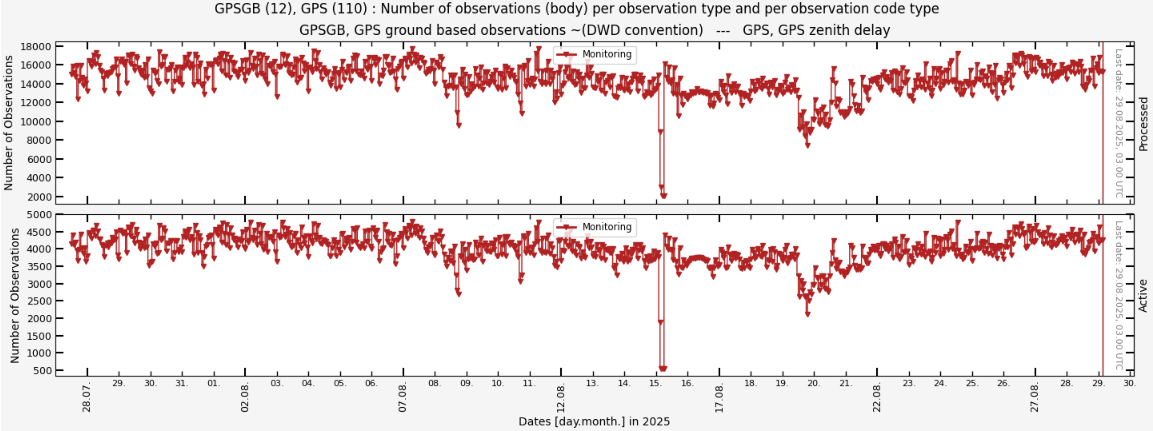 GPSGB (12), GPS (110) : Number of observations (body) per observation type and per observation code type
GPSGB, GPS ground based observations ~(DWD convention)   ---   GPS, GPS zenith delay
Number of Observations
18000
16000
14000
12000
10000
8000
6000
4000
2000
Monitoring
Last date: 29.08.2025, 03:00 UTC
Processed
Number of Observations
5000
4500
4000
3500
3000
2500
2000
1500
1000
500
Monitoring
Last date: 29.08.2025, 03:00 UTC
Active
28.07. 29. 30. 31. 01. 02.08. 03. 04. 05. 06. 07.08. 08. 09. 10. 11. 12.08. 13. 14. 15. 16. 17.08. 18. 19. 20. 21. 22.08. 23. 24. 25. 26. 27.08. 28. 29. 30.
Dates [day.month.] in 2025